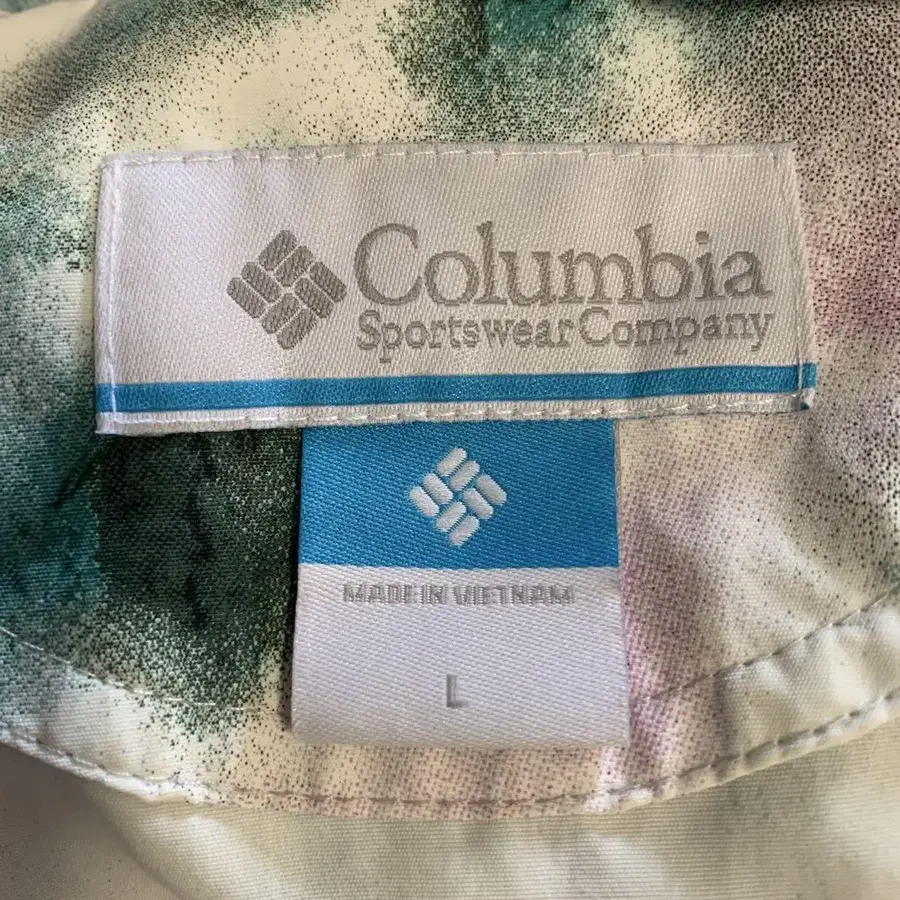 Columbia
Sportswear Company
MADE IN VIETNAM
L